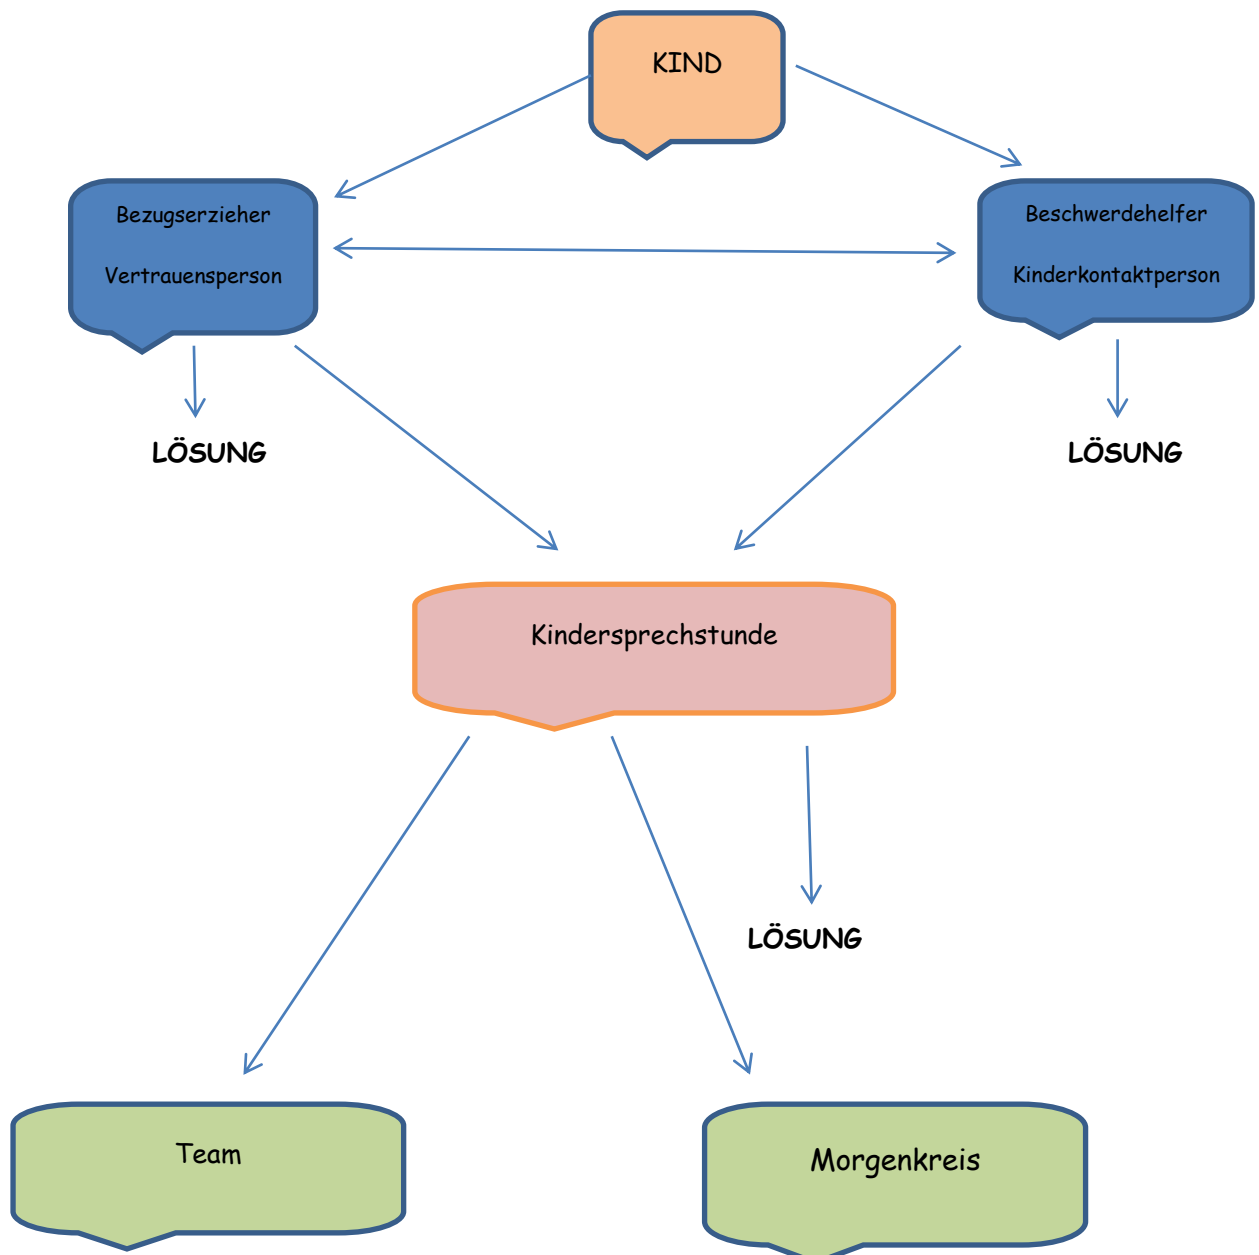 KIND
Bezugserzieher
Vertrauensperson
Beschwerdehelfer
Kinderkontaktperson
LÖSUNG
LÖSUNG
Kindersprechstunde
LÖSUNG
Team
Morgenkreis